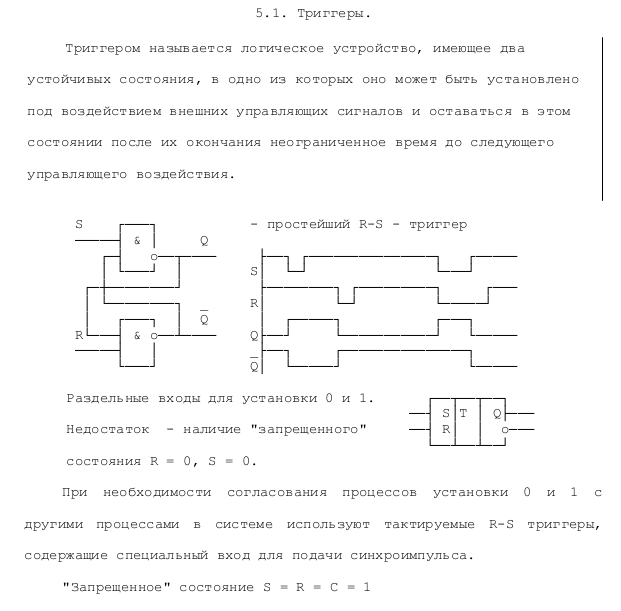 5.1. Триггеры.
Триггером называется логическое устройство, имеющее два
устойчивых состояния, в одно из которых оно может быть установлено
под воздействием внешних управляющих сигналов и оставаться в этом
состоянии после их окончания неограниченное время до следующего
управляющего воздействия.
S
- простейший R-S - триггер
& Q
S
R
Q
R & Q
Q
Раздельные входы для установки 0 и 1.
S T Q
Недостаток - наличие "запрещенного"
R
состояния R = 0, S = 0.
При необходимости согласования процессов установки 0 и 1 с
другими процессами в системе используют тактируемые R-S триггеры,
содержащие специальный вход для подачи синхроимпульса.
"Запрещенное" состояние S = R = C = 1